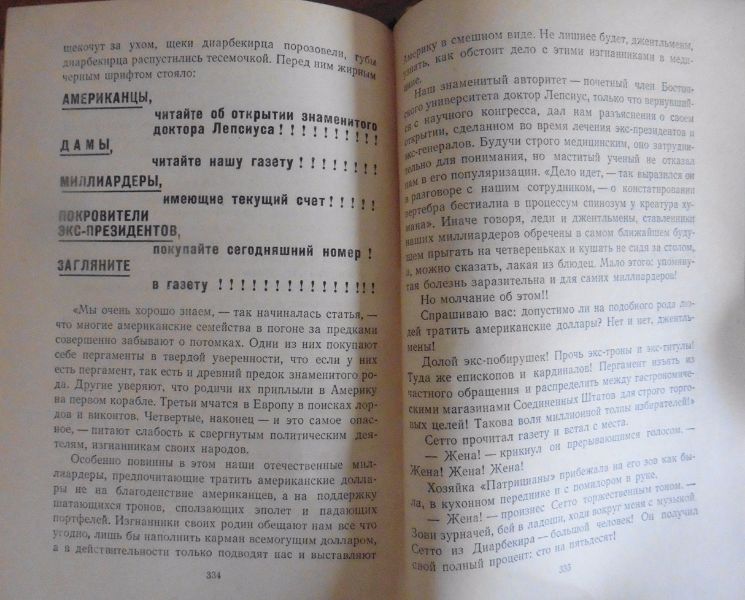 щекочут за ухом, щеки диарбекирца порозовели, губы
диарбекирца распустились тесемочкой. Перед ним жирным
черным шрифтом стояло:
АМЕРИКАНЦЫ,
читайте об открытии знаменитого
доктора Лепсиуса! ! ! ! ! ! ! ! ! !
ДАМЫ,
читайте нашу газету! ! ! ! ! ! !
МИЛЛИАРДЕРЫ,
имеющие текущий счет! ! ! ! !
ПОКРОВИТЕЛИ
ЭКС-ПРЕЗИДЕНТОВ,
покупайте сегодняшний номер !
ЗАГЛЯНИТЕ
в газету ! ! ! ! ! ! ! ! ! ! ! ! ! ! !
«Мы очень хорошо знаем, — так начиналась статья, —
что многие американские семейства в погоне за предками
совершенно забывают о потомках. Одни из них покупают
себе пергаменты в твердой уверенности, что если у них
есть пергамент, так есть и древний предок знаменитого ро-
да. Другие уверяют, что родичи их приплыли в Америку
на первом корабле. Третьи мчатся в Европу в поисках лор-
дов и виконтов. Четвертые, наконец — и это самое опас-
ное, — питают слабость к свергнутым политическим дея-
телям, изгнанникам своих народов.
Особенно повинны в этом наши отечественные мил-
лиардеры, предпочитающие тратить американские долла-
ры не на благоденствие американцев, а на поддержку
шатающихся тронов, сползающих эполет и падающих
портфелей. Изгнанники своих родин обещают нам все что
угодно, лишь бы наполнить карман всемогущим долларом,
а в действительности только подводят нас и выставляют
334
Америку в смешном виде. Не лишнее будет, джентльмены,
узнать, как обстоит дело с этими изгнанниками в меди-
цине.
Наш знаменитый авторитет — почетный член Бостон-
ского университета доктор Лепсиус, только что вернувший-
ся с научного конгресса, дал нам разъяснения о своем
открытии, сделанном во время лечения экс-президентов и
экс-генералов. Будучи строго медицинским, оно затрудни-
тельно для понимания, но маститый ученый не отказал
нам в его популяризации. «Дело идет, — так выразился он
в разговоре с нашим сотрудником, — о констатировании
вертебра бестиалиа в процессум спинозум у креатура ху-
мана». Иначе говоря, леди и джентльмены, ставленники
наших миллиардеров обречены в самом ближайшем буду-
щем прыгать на четвереньках и кушать не сидя за столом,
а, можно сказать, лакая из блюдец. Мало этого: упомяну-
тая болезнь заразительна и для самих миллиардеров!
Но молчание об этом!!
Спрашиваю вас: допустимо ли на подобного рода лю-
дей тратить американские доллары? Нет и нет, джентль-
мены!
Долой экс-побирушек! Прочь экс-троны и экс-титулы!
Туда же епископов и кардиналов! Пергамент изъять из
частного обращения и распределить между гастрономиче-
скими магазинами Соединенных Штатов для строго торго-
вых целей! Такова воля миллионной толпы избирателей!»
Сетто прочитал газету и встал с места.
— Жена! — крикнул он прерывающимся голосом. —
Жена! Жена! Жена!
Хозяйка «Патрицианы» прибежала на его зов как бы-
ла, в кухонном переднике и с помидором в руке.
— Жена! — произнес Сетто торжественным тоном. —
Зови зурначей, бей в ладоши, ходи вокруг меня с музыкой.
Сетто из Диарбекира — большой человек! Он получил
свой полный процент: сто на пятьдесят!
335